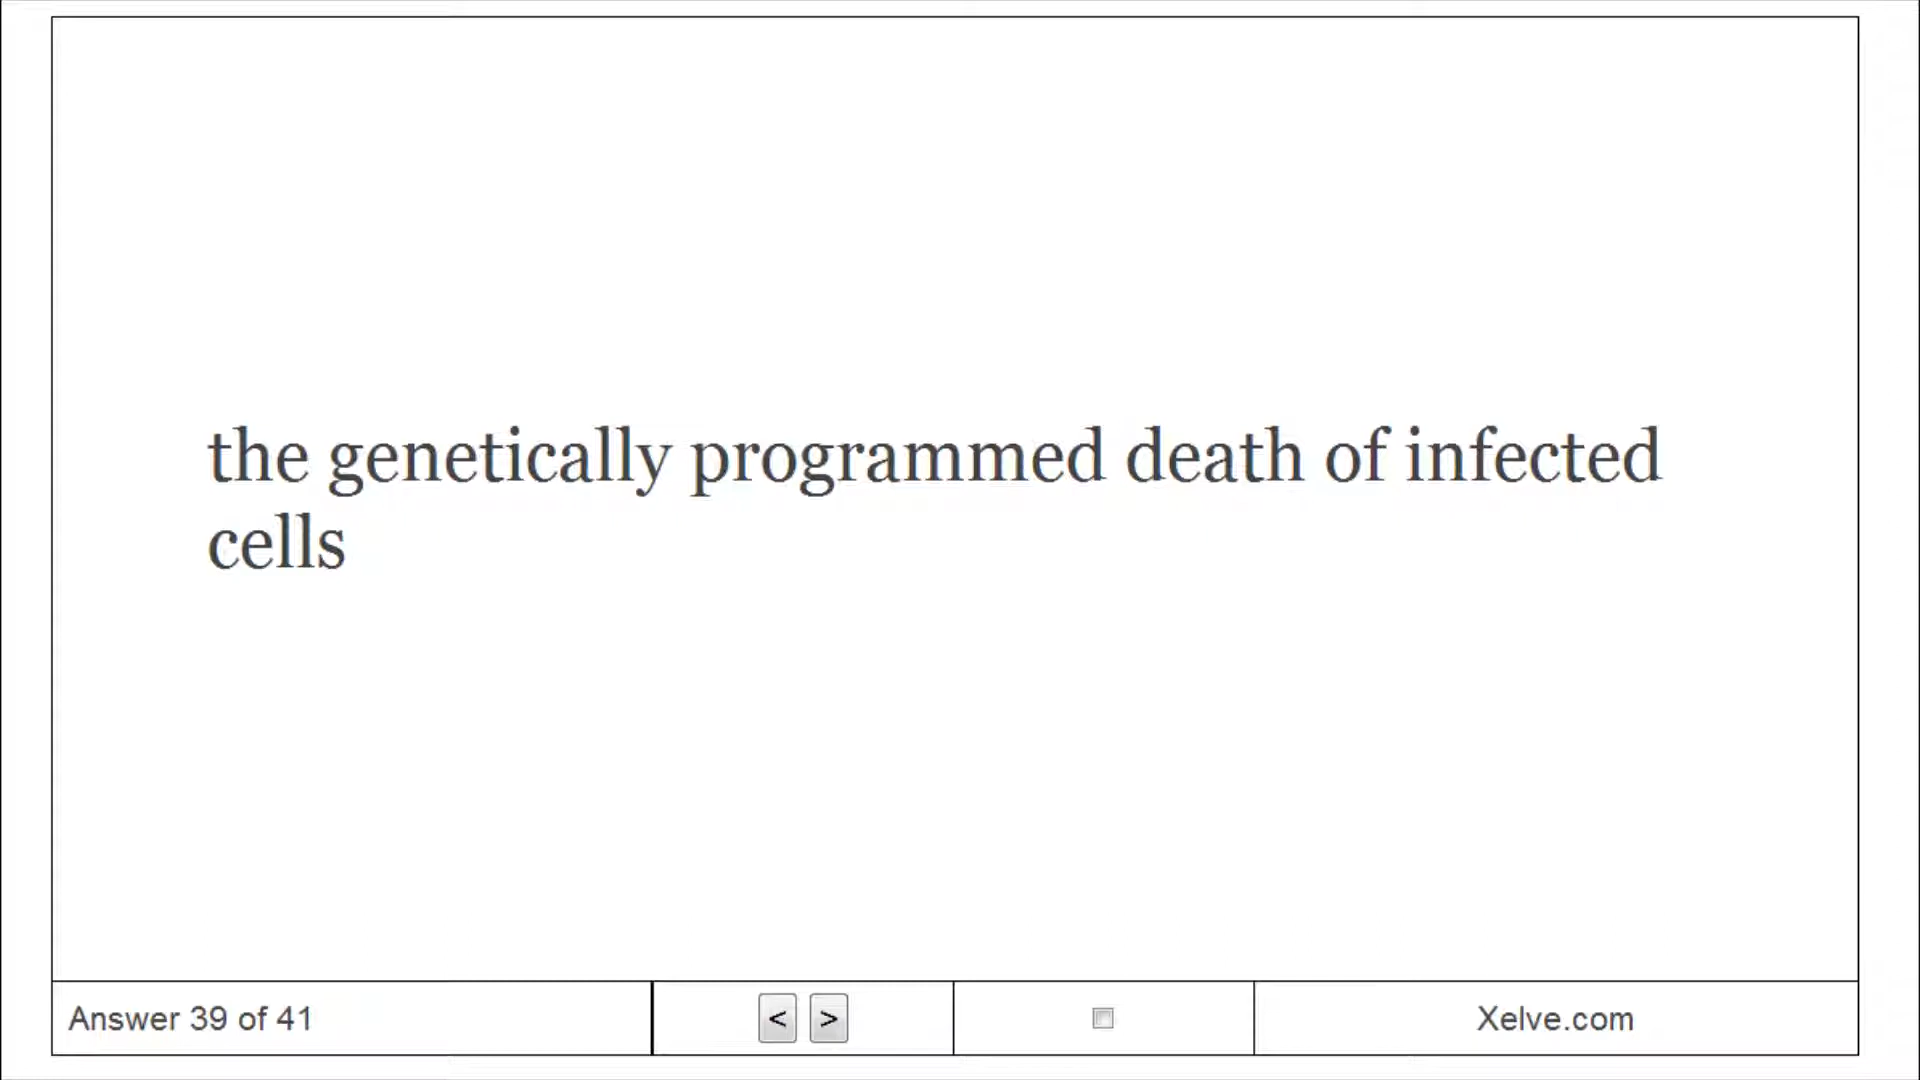 the genetically programmed death of infected
cells
Answer 39 of 41
< >
Xelve.com